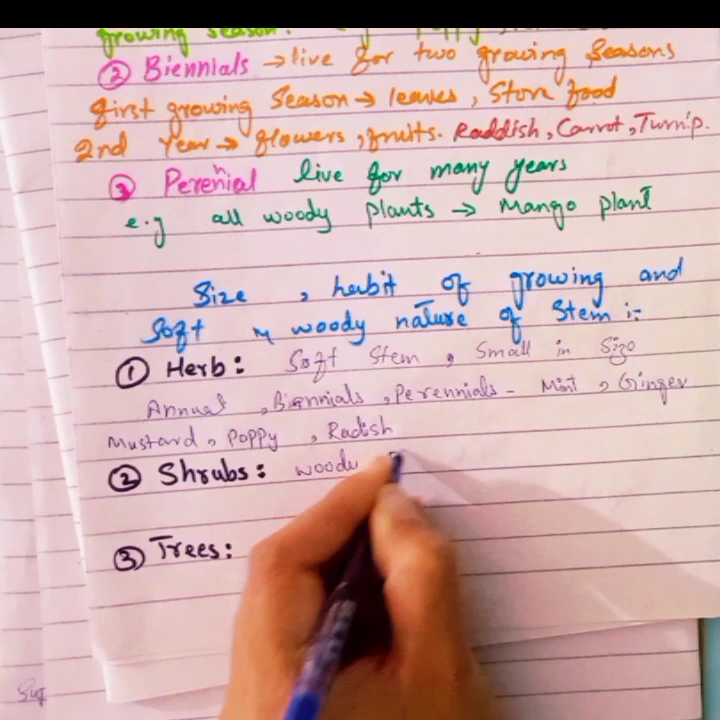 growing season.
② Biennials → live for two growing Seasons
first growing Season → leaves, Store food
2nd Year → flowers, fruits. Raddish, Carrot, Turnip.
③ Perennial live for many years
e.g all woody plants → Mango plant
Size, habit of growing and
Soft woody nature of Stem :-
① Herb: Soft Stem, Small in Size
Annual, Biennials, Perennials - Mint, Ginger
Mustard, Poppy, Radish
② Shrubs: woody
③ Trees: